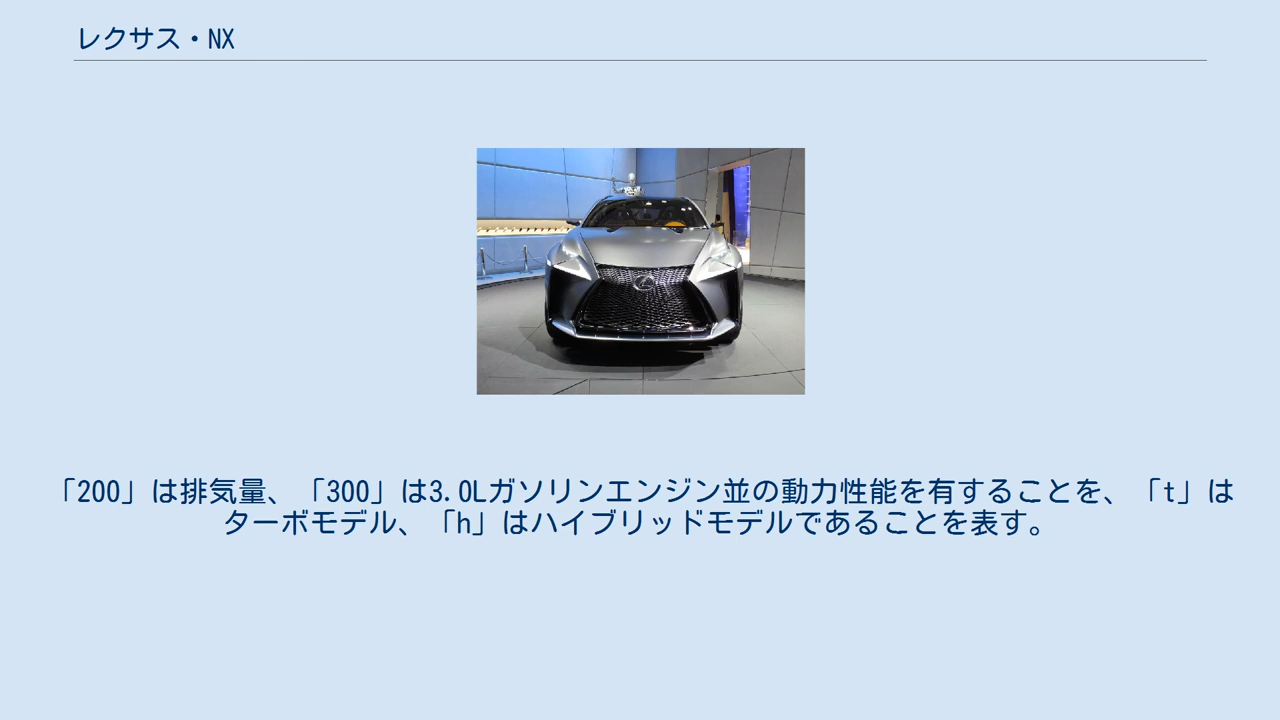 レクサス・NX
「200」は排気量、「300」は3.0Lガソリンエンジン並の動力性能を有することを、「t」は
ターボモデル、「h」はハイブリッドモデルであることを表す。